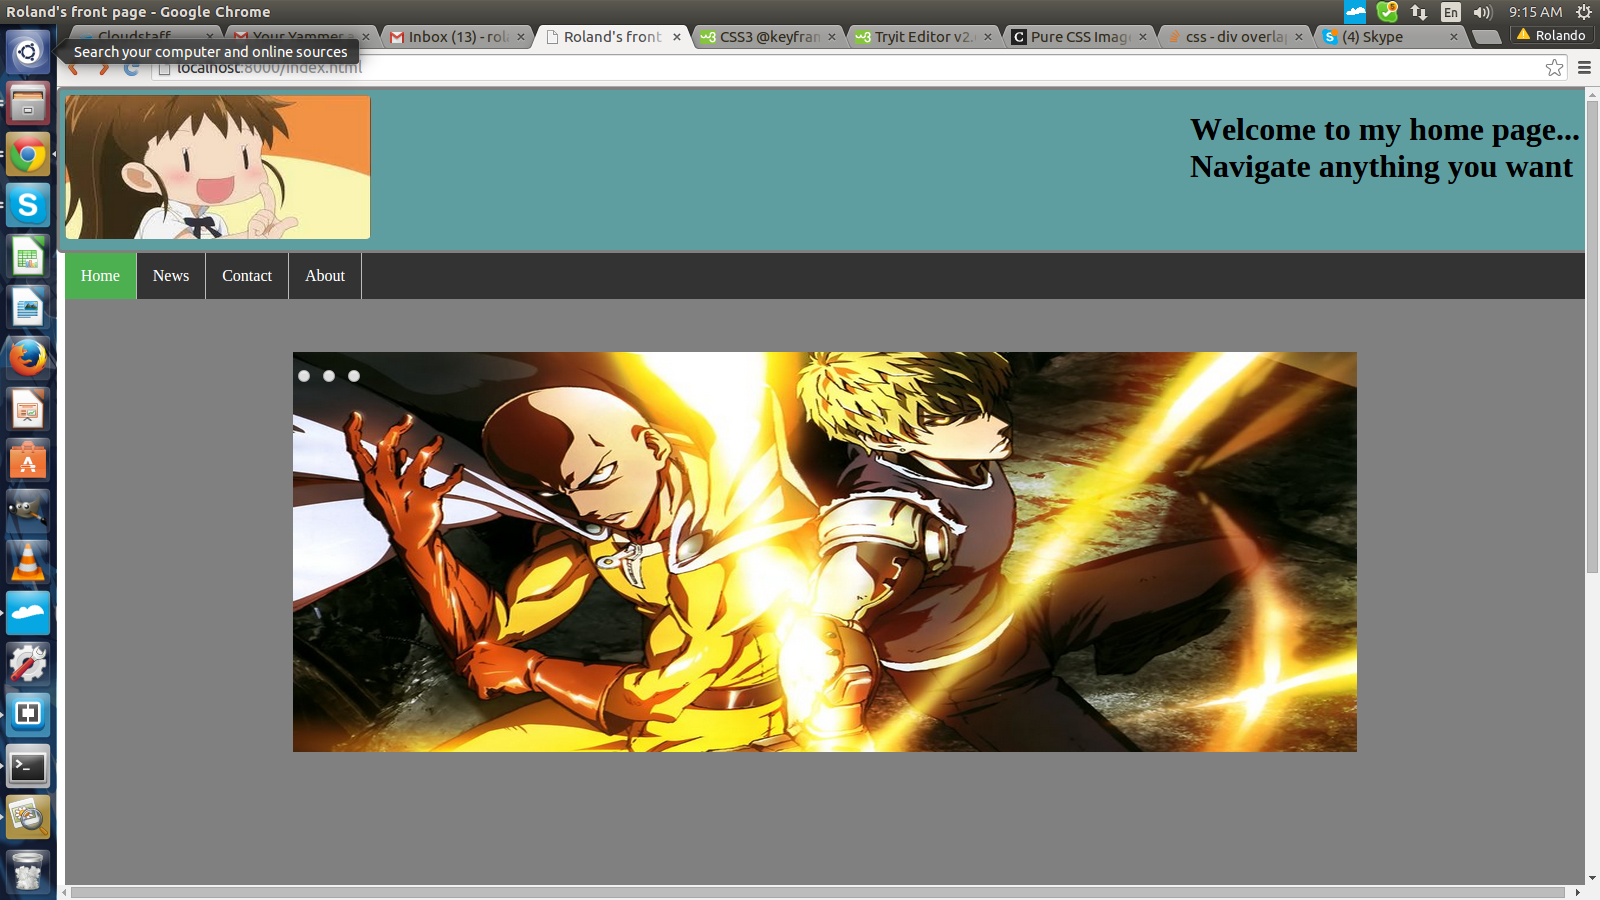 Roland's front page - Google Chrome
En
9:15 AM
Cloudstaff
Your Yammer
Inbox (13) - rol
Roland's front
CSS3 @keyfran
Tryit Editor v2.
Pure CSS Imag
css - div overla
(4) Skype
Rolando
Search your computer and online sources
localhost:8000/index.html
Welcome to my home page...
Navigate anything you want
Home
News
Contact
About